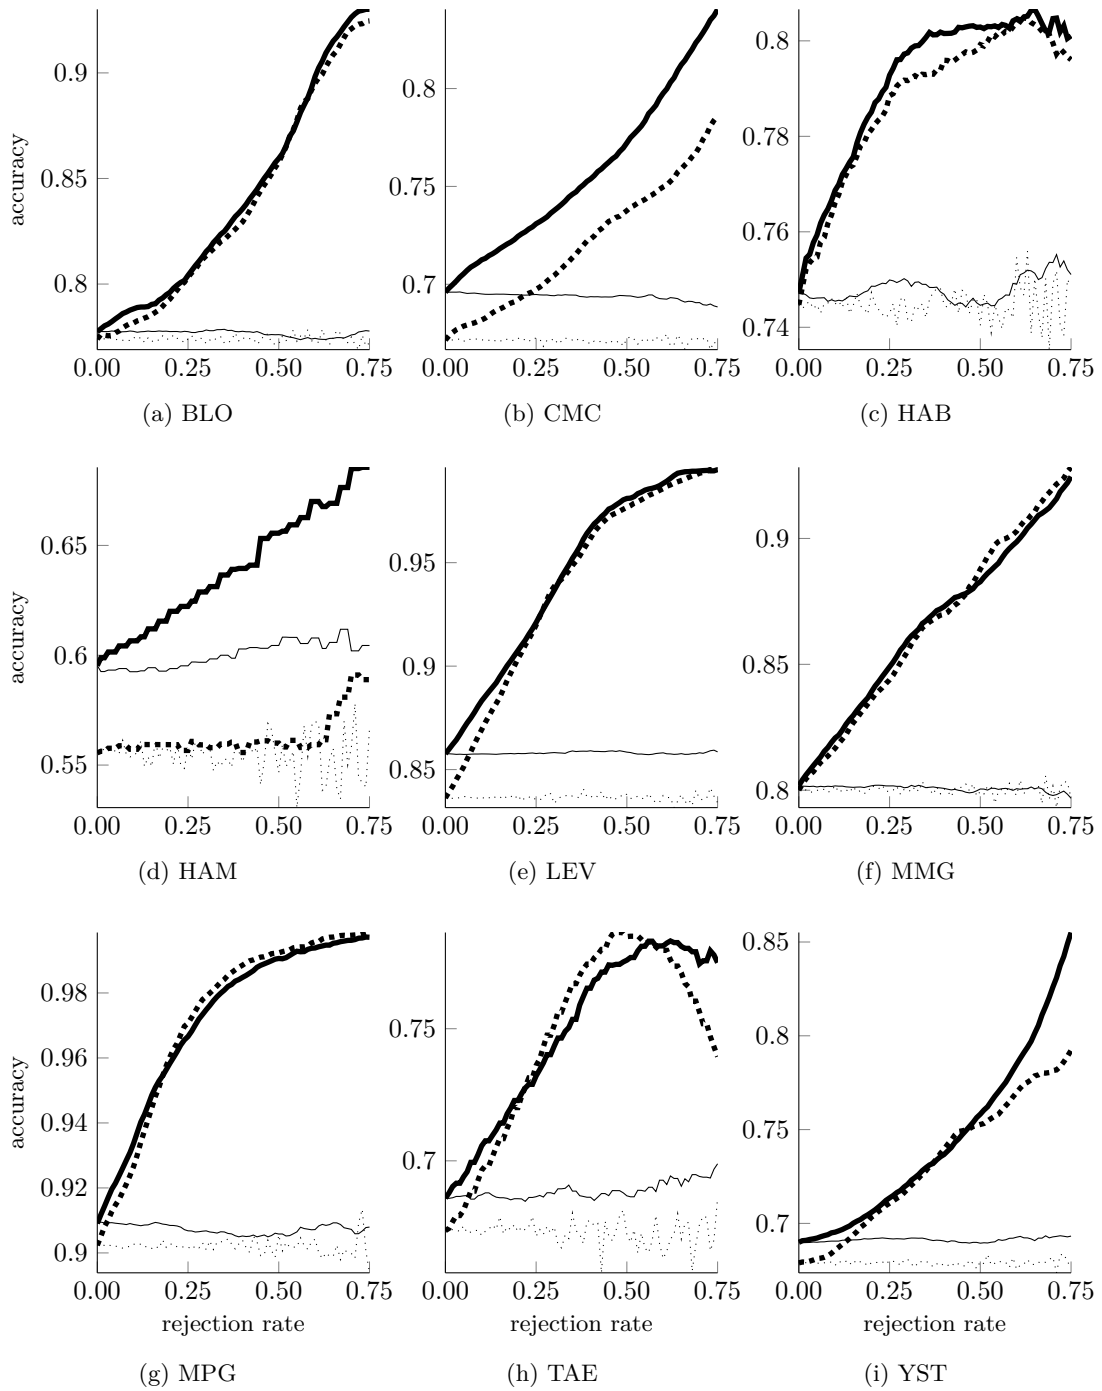 0.9
0.85
0.8
accuracy
0.00 0.25 0.50 0.75
(a) BLO
0.8
0.75
0.7
0.00 0.25 0.50 0.75
(b) CMC
0.8
0.78
0.76
0.74
0.00 0.25 0.50 0.75
(c) HAB
0.65
0.6
0.55
accuracy
0.00 0.25 0.50 0.75
(d) HAM
0.95
0.9
0.85
0.00 0.25 0.50 0.75
(e) LEV
0.9
0.85
0.8
0.00 0.25 0.50 0.75
(f) MMG
0.98
0.96
0.94
0.92
0.9
accuracy
0.00 0.25 0.50 0.75
rejection rate
(g) MPG
0.75
0.7
0.00 0.25 0.50 0.75
rejection rate
(h) TAE
0.85
0.8
0.75
0.7
0.00 0.25 0.50 0.75
rejection rate
(i) YST